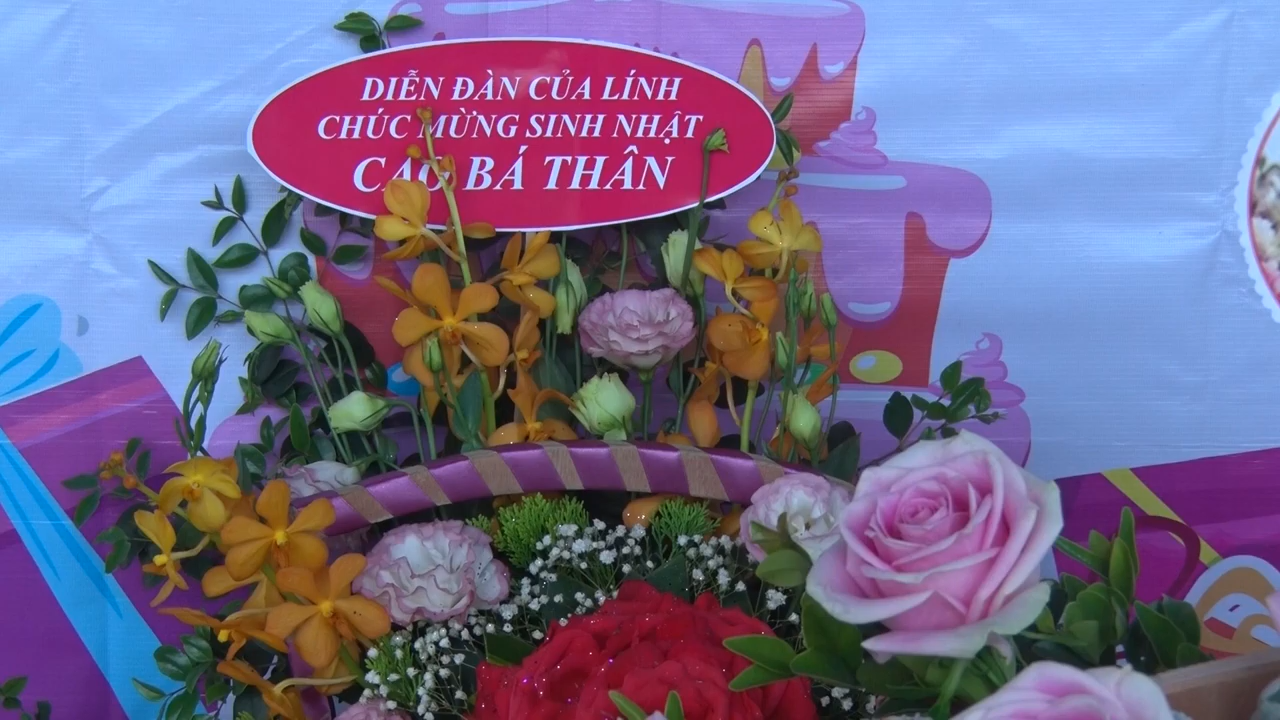 DIỄN ĐÀN CỦA LÍNH
CHÚC MỪNG SINH NHẬT
CAO BÁ THÂN